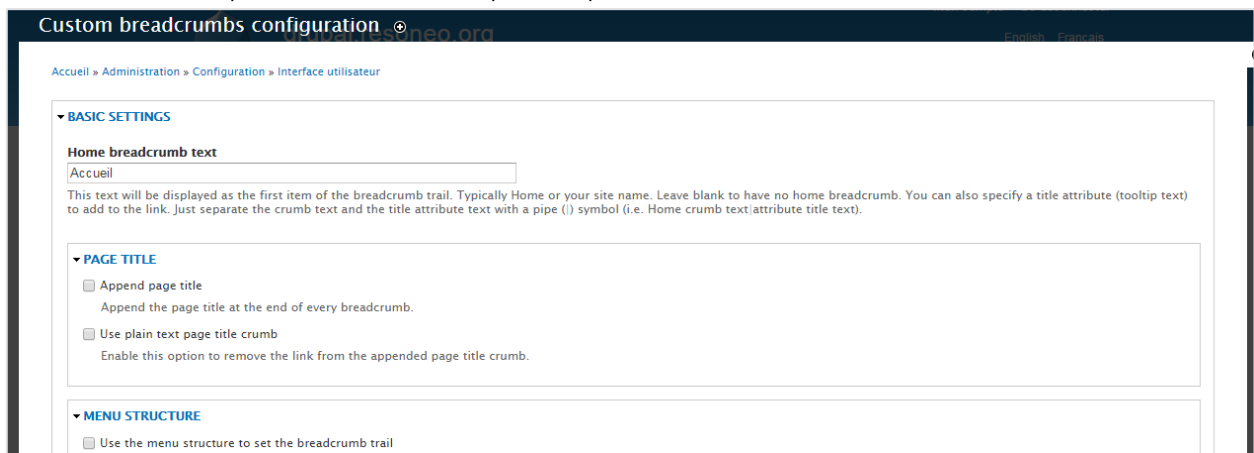 Custom breadcrumbs configuration
drupal.resoneo.org
English Français
Accueil » Administration » Configuration » Interface utilisateur
BASIC SETTINGS
Home breadcrumb text
Accueil
This text will be displayed as the first item of the breadcrumb trail. Typically Home or your site name. Leave blank to have no home breadcrumb. You can also specify a title attribute (tooltip text)
to add to the link. Just separate the crumb text and the title attribute text with a pipe (|) symbol (i.e. Home crumb text|attribute title text).
PAGE TITLE
Append page title
Append the page title at the end of every breadcrumb.
Use plain text page title crumb
Enable this option to remove the link from the appended page title crumb.
MENU STRUCTURE
Use the menu structure to set the breadcrumb trail